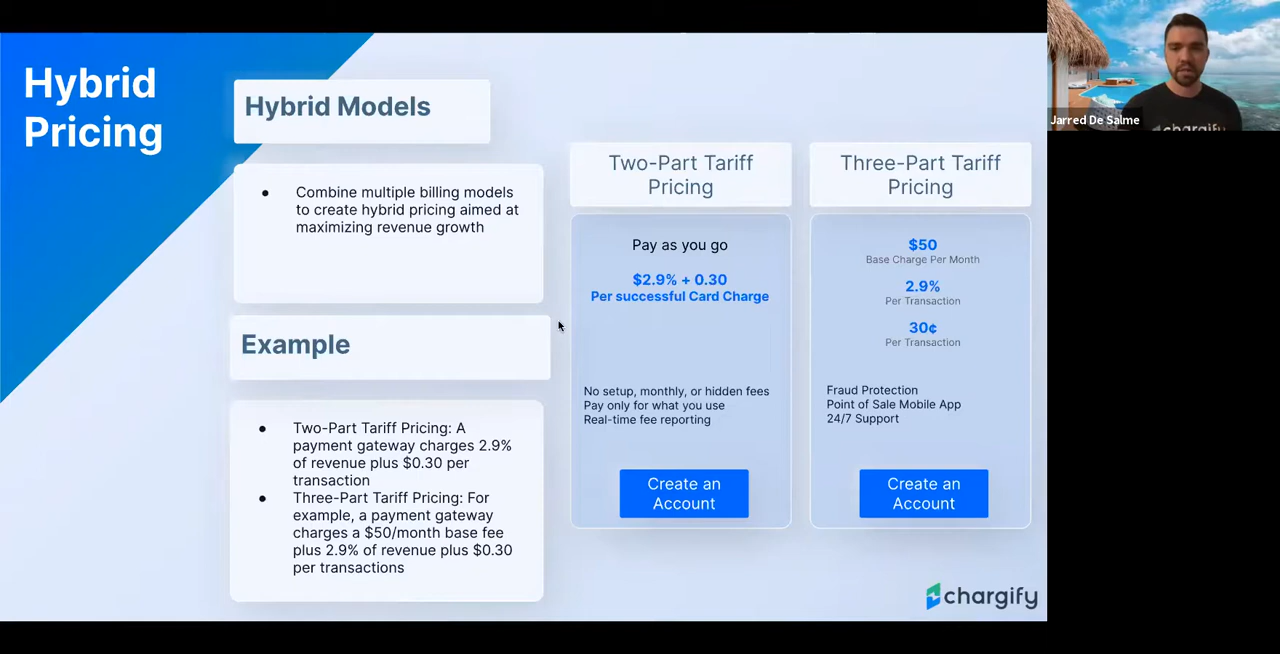 Hybrid
Pricing
Hybrid Models
● Combine multiple billing models
to create hybrid pricing aimed at
maximizing revenue growth
Example
● Two-Part Tariff Pricing: A
payment gateway charges 2.9%
of revenue plus $0.30 per
transaction
● Three-Part Tariff Pricing: For
example, a payment gateway
charges a $50/month base fee
plus 2.9% of revenue plus $0.30
per transactions
Two-Part Tariff
Pricing
Pay as you go
$2.9% + 0.30
Per successful Card Charge
No setup, monthly, or hidden fees
Pay only for what you use
Real-time fee reporting
Create an
Account
Three-Part Tariff
Pricing
$50
Base Charge Per Month
2.9%
Per Transaction
30¢
Per Transaction
Fraud Protection
Point of Sale Mobile App
24/7 Support
Create an
Account
chargify
Jarred De Salme
chargify